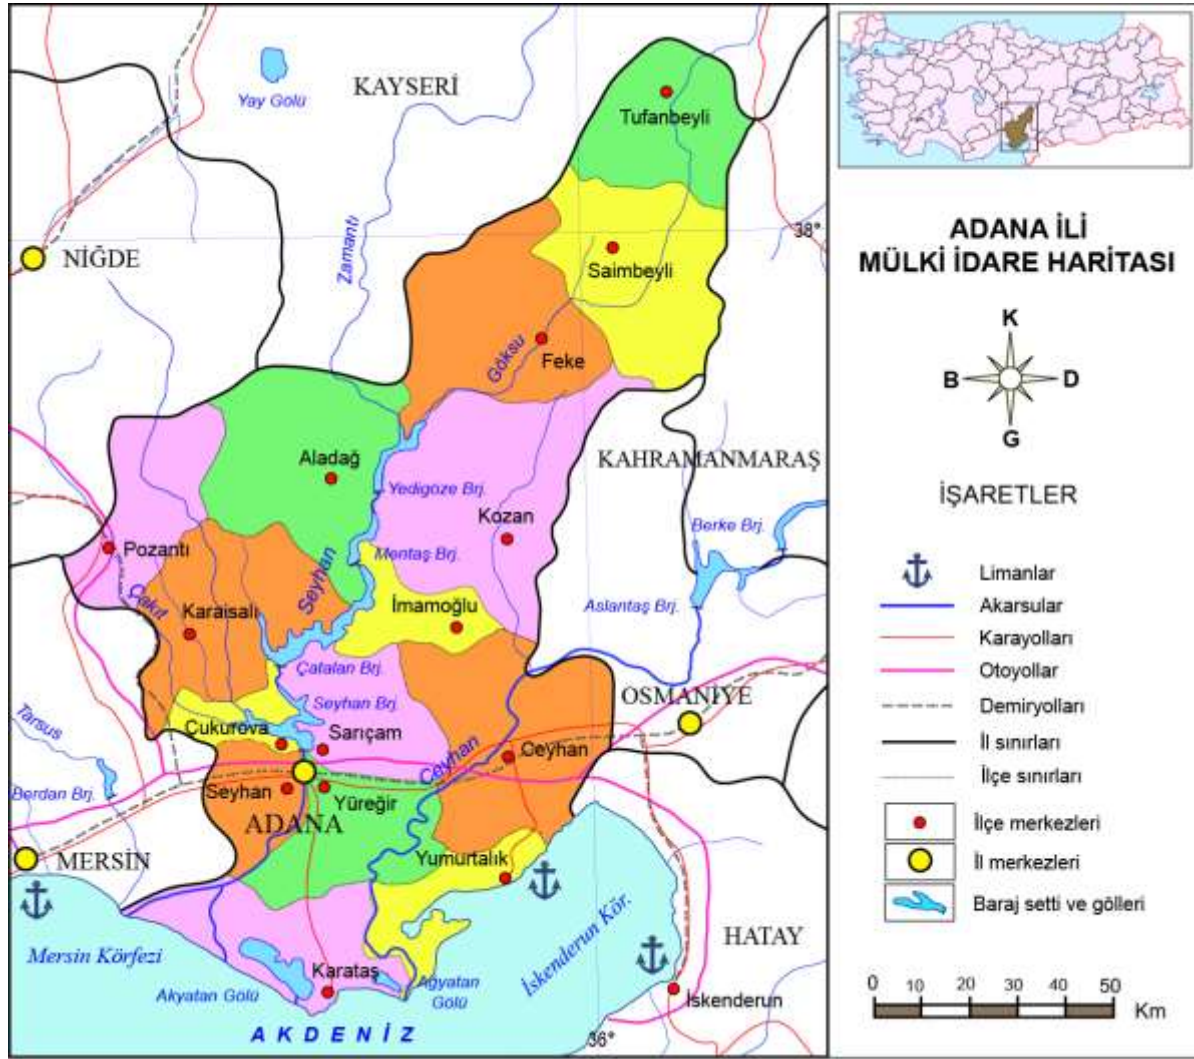 KAYSERİ
Yay Gölü
Tufanbeyli
Zamantı
38°
NİĞDE
Saimbeyli
Göksu
Feke
Aladağ
KAHRAMANMARAŞ
Yedigöze Brj.
Kozan
Berke Brj.
Pozantı
Mentaş Brj.
Seyhan
Çakıt
Karaisalı
İmamoğlu
Aslantaş Brj.
Çatalan Brj.
Seyhan Brj.
OSMANİYE
Tarsus
Cukurova
Sarıçam
Ceyhan
Ceyhan
Berdan Brj.
Seyhan
Yüreğir
ADANA
MERSİN
Yumurtalık
Mersin Körfezi
İskenderun Kör.
HATAY
Karataş
Akyatan Gölü
Ağyatan
Gölü
İskenderun
AKDENİZ
36°
ADANA İLİ
MÜLKİ İDARE HARİTASI
K
B
D
G
İŞARETLER
Limanlar
Akarsular
Karayolları
Otoyollar
Demiryolları
İl sınırları
İlçe sınırları
İlçe merkezleri
İl merkezleri
Baraj setti ve gölleri
0 10 20 30 40 50
Km